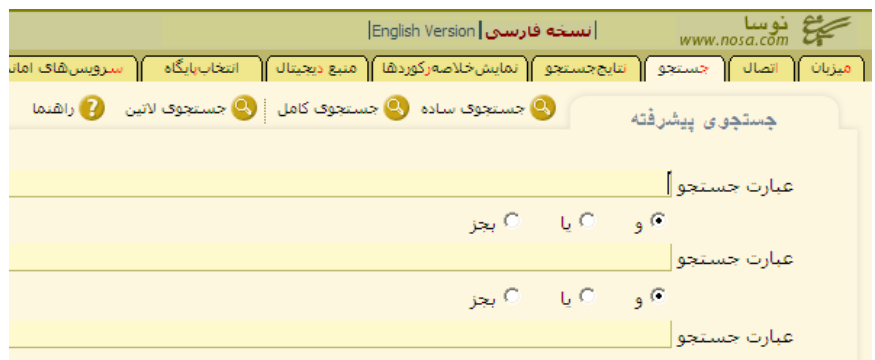 نوسا
www.nosa.com
|نسخه فارسی|English Version|
میزبان اتصال جستجو نتایج‌جستجو نمایش‌خلاصه‌رکوردها منبع دیجیتال انتخاب‌پایگاه سرویس‌های امانت
جستجوی پیشرفته جستجوی ساده جستجوی کامل جستجوی لاتین راهنما
عبارت جستجو
و یا بجز
عبارت جستجو
و یا بجز
عبارت جستجو